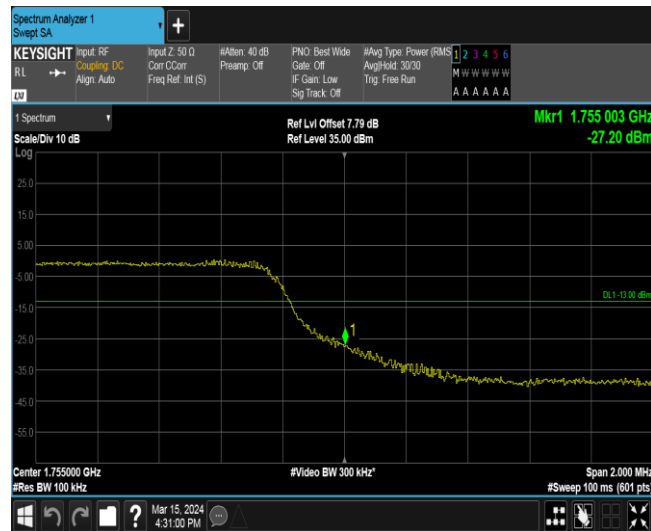 Spectrum Analyzer 1
Swept SA
+
KEYSIGHT
RL
LXI
Input: RF
Coupling: DC
Align: Auto
Input Z: 50 Ω
Corr CCorr
Freq Ref: Int (S)
#Atten: 40 dB
Preamp: Off
PNO: Best Wide
Gate: Off
IF Gain: Low
Sig Track: Off
#Avg Type: Power (RMS
Avg|Hold: 30/30
Trig: Free Run
1 2 3 4 5 6
M W W W W W
A A A A A A
1 Spectrum
Scale/Div 10 dB
Log
Ref Lvl Offset 7.79 dB
Ref Level 35.00 dBm
Mkr1 1.755 003 GHz
-27.20 dBm
25.0
15.0
5.00
-5.00
DL1 -13.00 dBm
-15.0
1
-25.0
-35.0
-45.0
-55.0
Center 1.755000 GHz
#Video BW 300 kHz*
Span 2.000 MHz
#Res BW 100 kHz
#Sweep 100 ms (601 pts)
?
Mar 15, 2024
4:31:00 PM